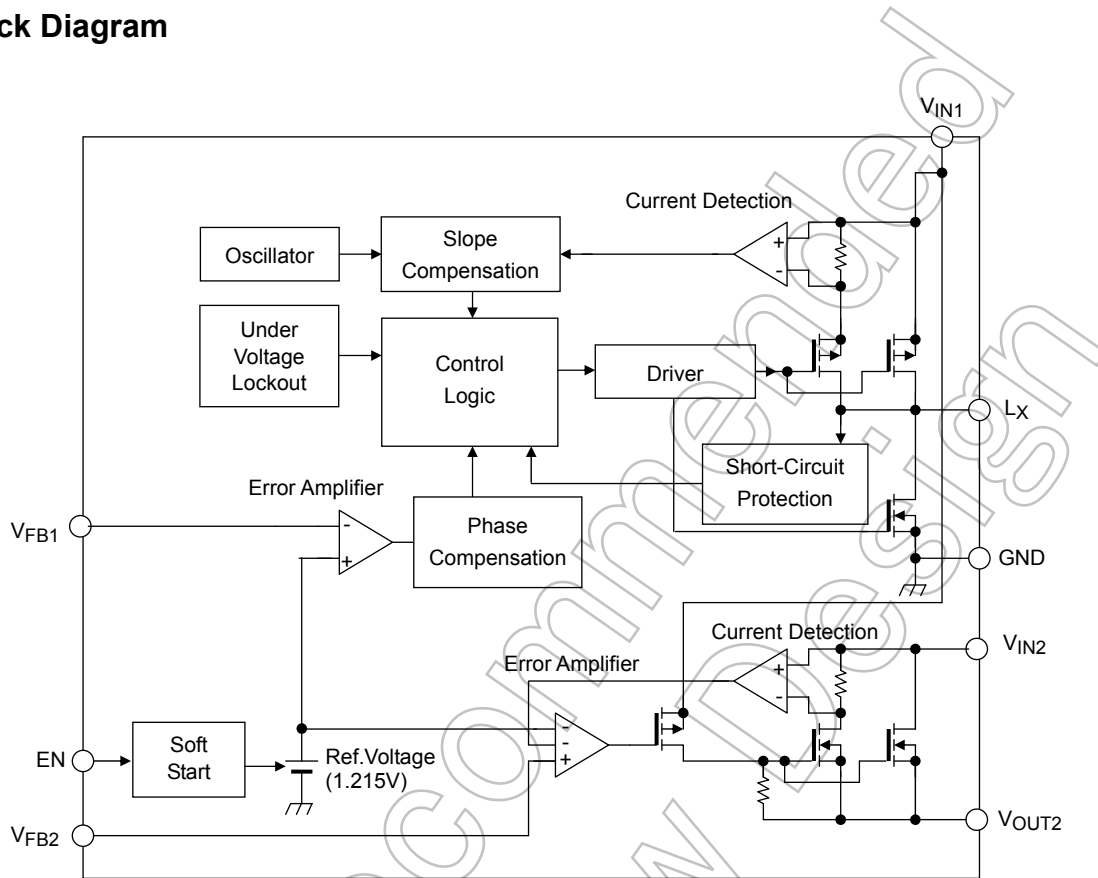 ck Diagram
VIN1
Current Detection
+
-
Oscillator
Slope
Compensation
Under
Voltage
Lockout
Control
Logic
Driver
LX
Short-Circuit
Protection
Error Amplifier
VFB1
-
+
Phase
Compensation
GND
Current Detection
VIN2
+
-
Error Amplifier
-
-
+
EN
Soft
Start
Ref.Voltage
(1.215V)
VFB2
VOUT2
commended
w Design